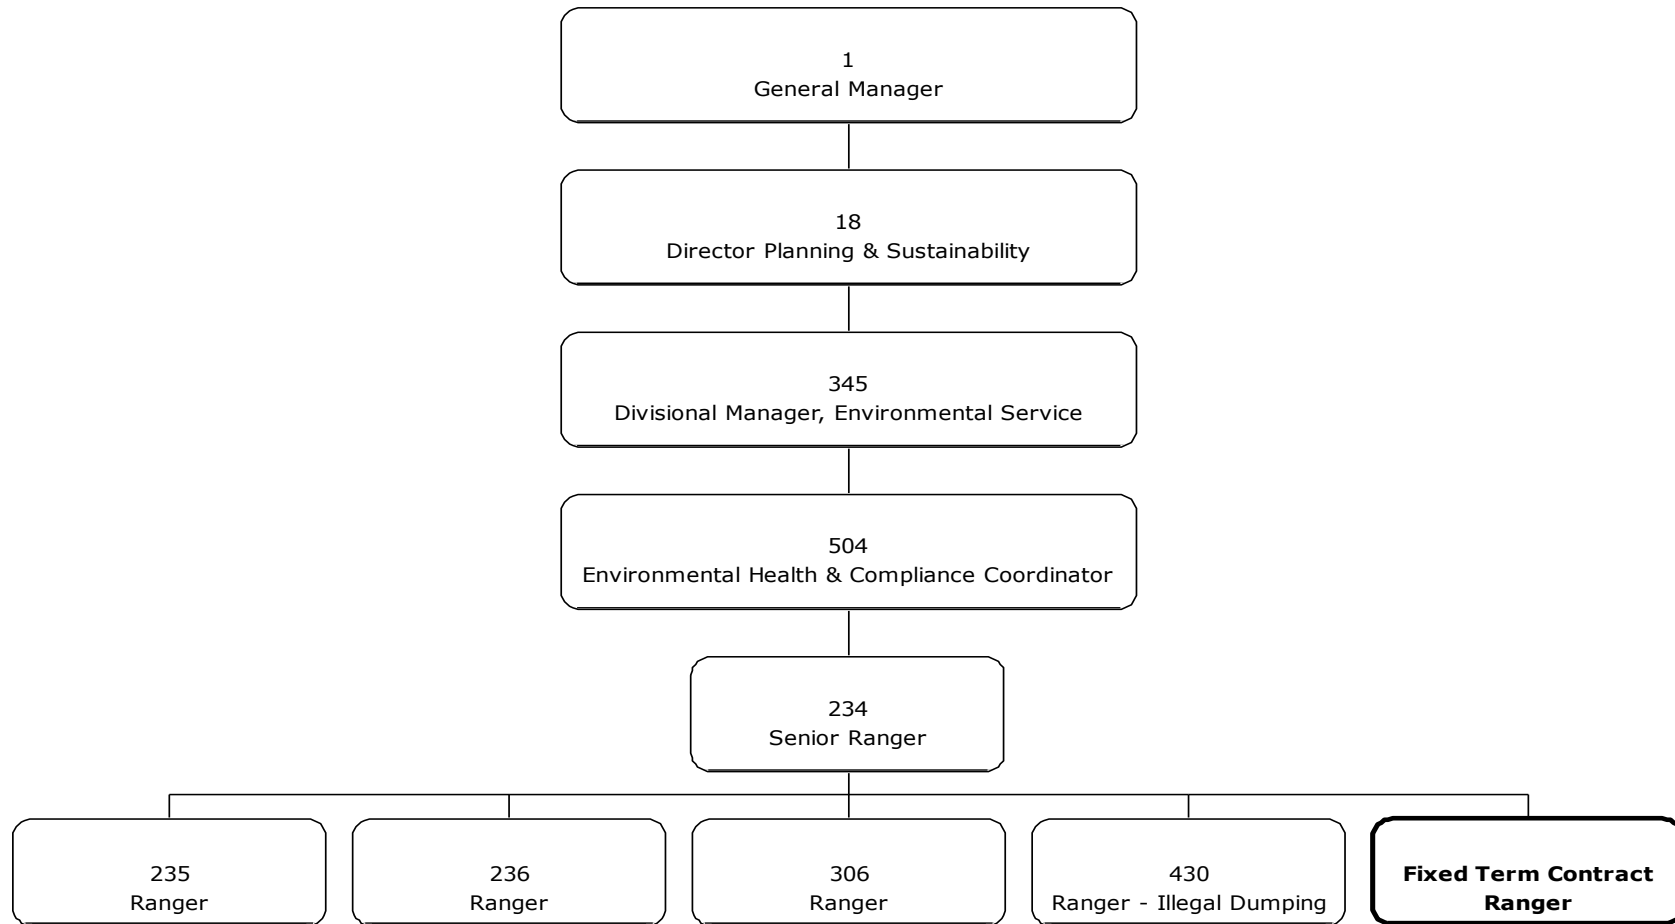 1
General Manager
18
Director Planning & Sustainability
345
Divisional Manager, Environmental Service
504
Environmental Health & Compliance Coordinator
234
Senior Ranger
235
Ranger
236
Ranger
306
Ranger
430
Ranger - Illegal Dumping
Fixed Term Contract
Ranger